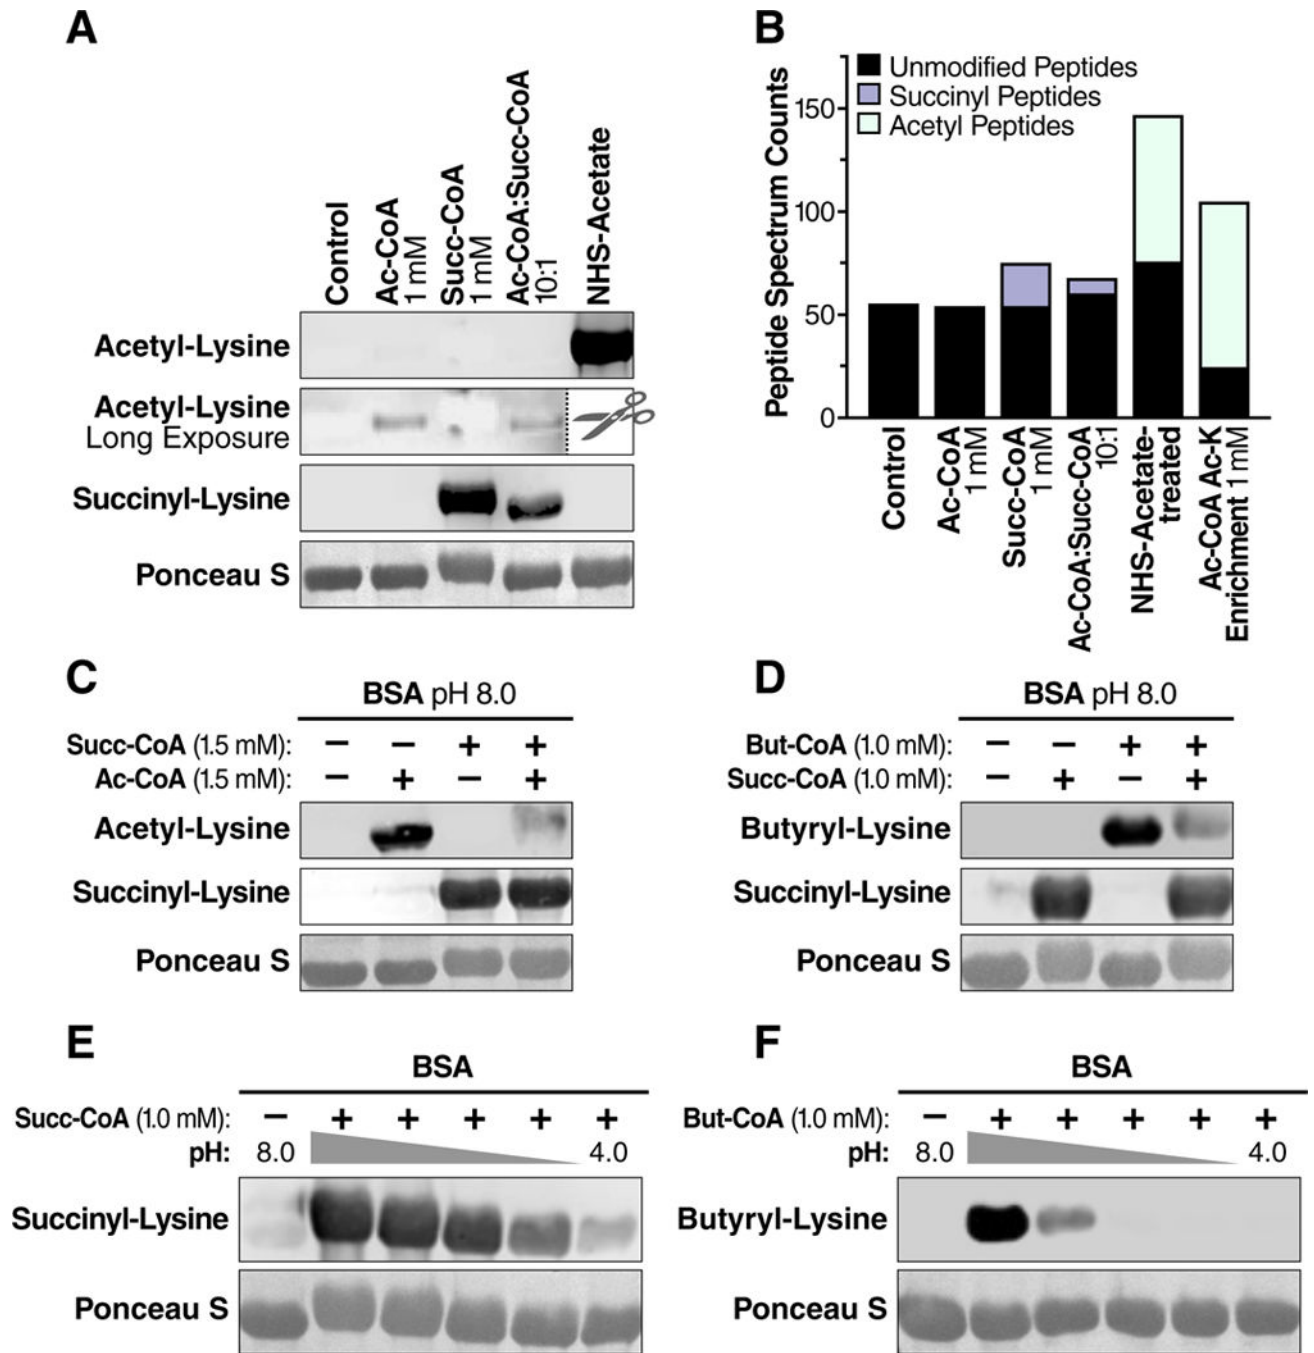 A
Control
Ac-CoA
1 mM
Succ-CoA
1 mM
Ac-CoA:Succ-CoA
10:1
NHS-Acetate
Acetyl-Lysine
Acetyl-Lysine
Long Exposure
Succinyl-Lysine
Ponceau S
B
Unmodified Peptides
Succinyl Peptides
Acetyl Peptides
Peptide Spectrum Counts
150
100
50
0
Control
Ac-CoA
1 mM
Succ-CoA
1 mM
Ac-CoA:Succ-CoA
10:1
NHS-Acetate-
treated
Ac-CoA Ac-K
Enrichment 1 mM
C
BSA pH 8.0
Succ-CoA (1.5 mM): − − + +
Ac-CoA (1.5 mM): − + − +
Acetyl-Lysine
Succinyl-Lysine
Ponceau S
D
BSA pH 8.0
But-CoA (1.0 mM): − − + +
Succ-CoA (1.0 mM): − + − +
Butyryl-Lysine
Succinyl-Lysine
Ponceau S
E
BSA
Succ-CoA (1.0 mM): − + + + + +
pH: 8.0 4.0
Succinyl-Lysine
Ponceau S
F
BSA
But-CoA (1.0 mM): − + + + + +
pH: 8.0 4.0
Butyryl-Lysine
Ponceau S